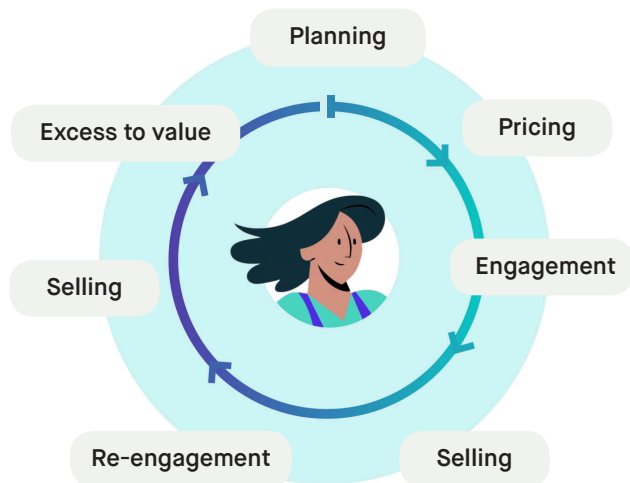 Planning
Pricing
Engagement
Selling
Re-engagement
Selling
Excess to value